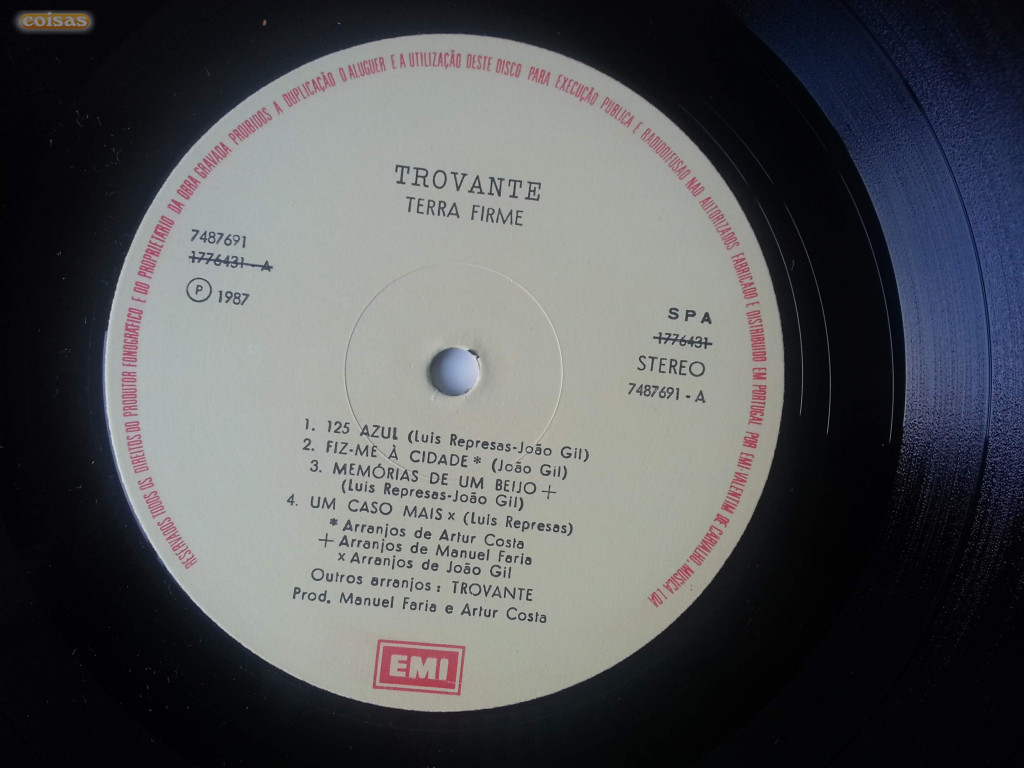 coisas
RESERVADOS TODOS OS DIREITOS DO PRODUTOR FONOGRÁFICO E DO PROPRIETÁRIO DA OBRA GRAVADA PROIBIDOS A DUPLICAÇÃO O ALUGUER E A UTILIZAÇÃO DESTE DISCO PARA EXECUÇÃO PUBLICA E RADIODIFUSAO NAO AUTORIZADOS FABRICADO E DISTRIBUIDO EM PORTUGAL POR EMI-VALENTIM DE CARVALHO, MUSICA LDA
TROVANTE
TERRA FIRME
7487691
1776431 - A
Ⓟ 1987
SPA
1776431
STEREO
7487691 - A
1. 125 AZUL (Luis Represas-João Gil)
2. FIZ-ME À CIDADE * (João Gil)
3. MEMÓRIAS DE UM BEIJO +
(Luis Represas-João Gil)
4. UM CASO MAIS x (Luis Represas)
* Arranjos de Artur Costa
+ Arranjos de Manuel Faria
x Arranjos de João Gil
Outros arranjos : TROVANTE
Prod. Manuel Faria e Artur Costa
EMI